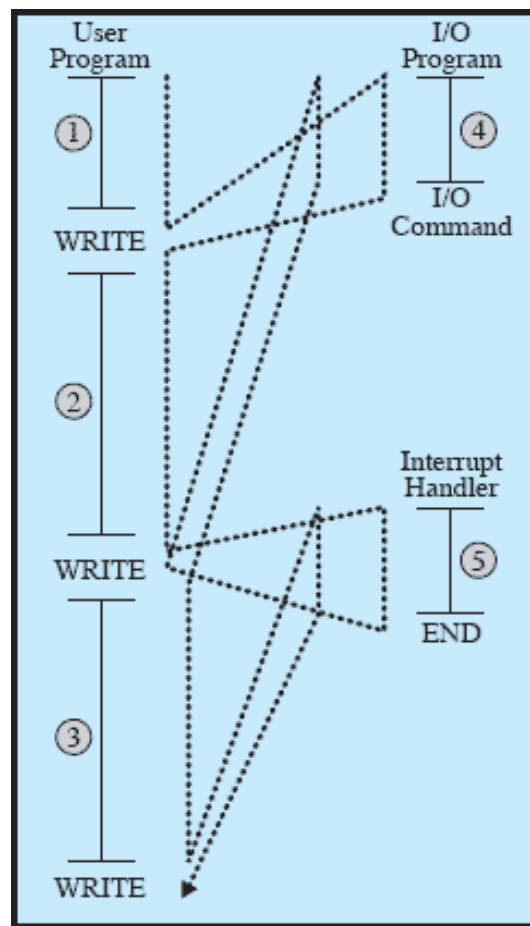 User
Program
I/O
Program
1
4
WRITE
I/O
Command
2
Interrupt
Handler
WRITE
5
END
3
WRITE